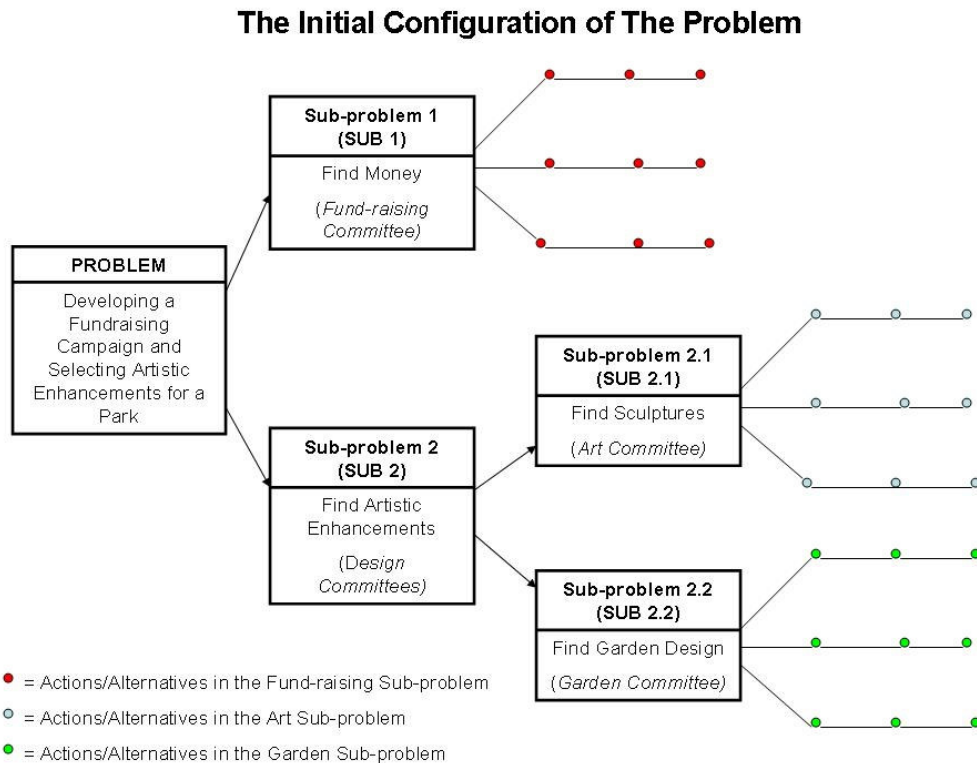 The Initial Configuration of The Problem
Sub-problem 1
(SUB 1)
Find Money
(Fund-raising
Committee)
PROBLEM
Developing a
Fundraising
Campaign and
Selecting Artistic
Enhancements for a
Park
Sub-problem 2
(SUB 2)
Find Artistic
Enhancements
(Design
Committees)
Sub-problem 2.1
(SUB 2.1)
Find Sculptures
(Art Committee)
Sub-problem 2.2
(SUB 2.2)
Find Garden Design
(Garden Committee)
= Actions/Alternatives in the Fund-raising Sub-problem
= Actions/Alternatives in the Art Sub-problem
= Actions/Alternatives in the Garden Sub-problem